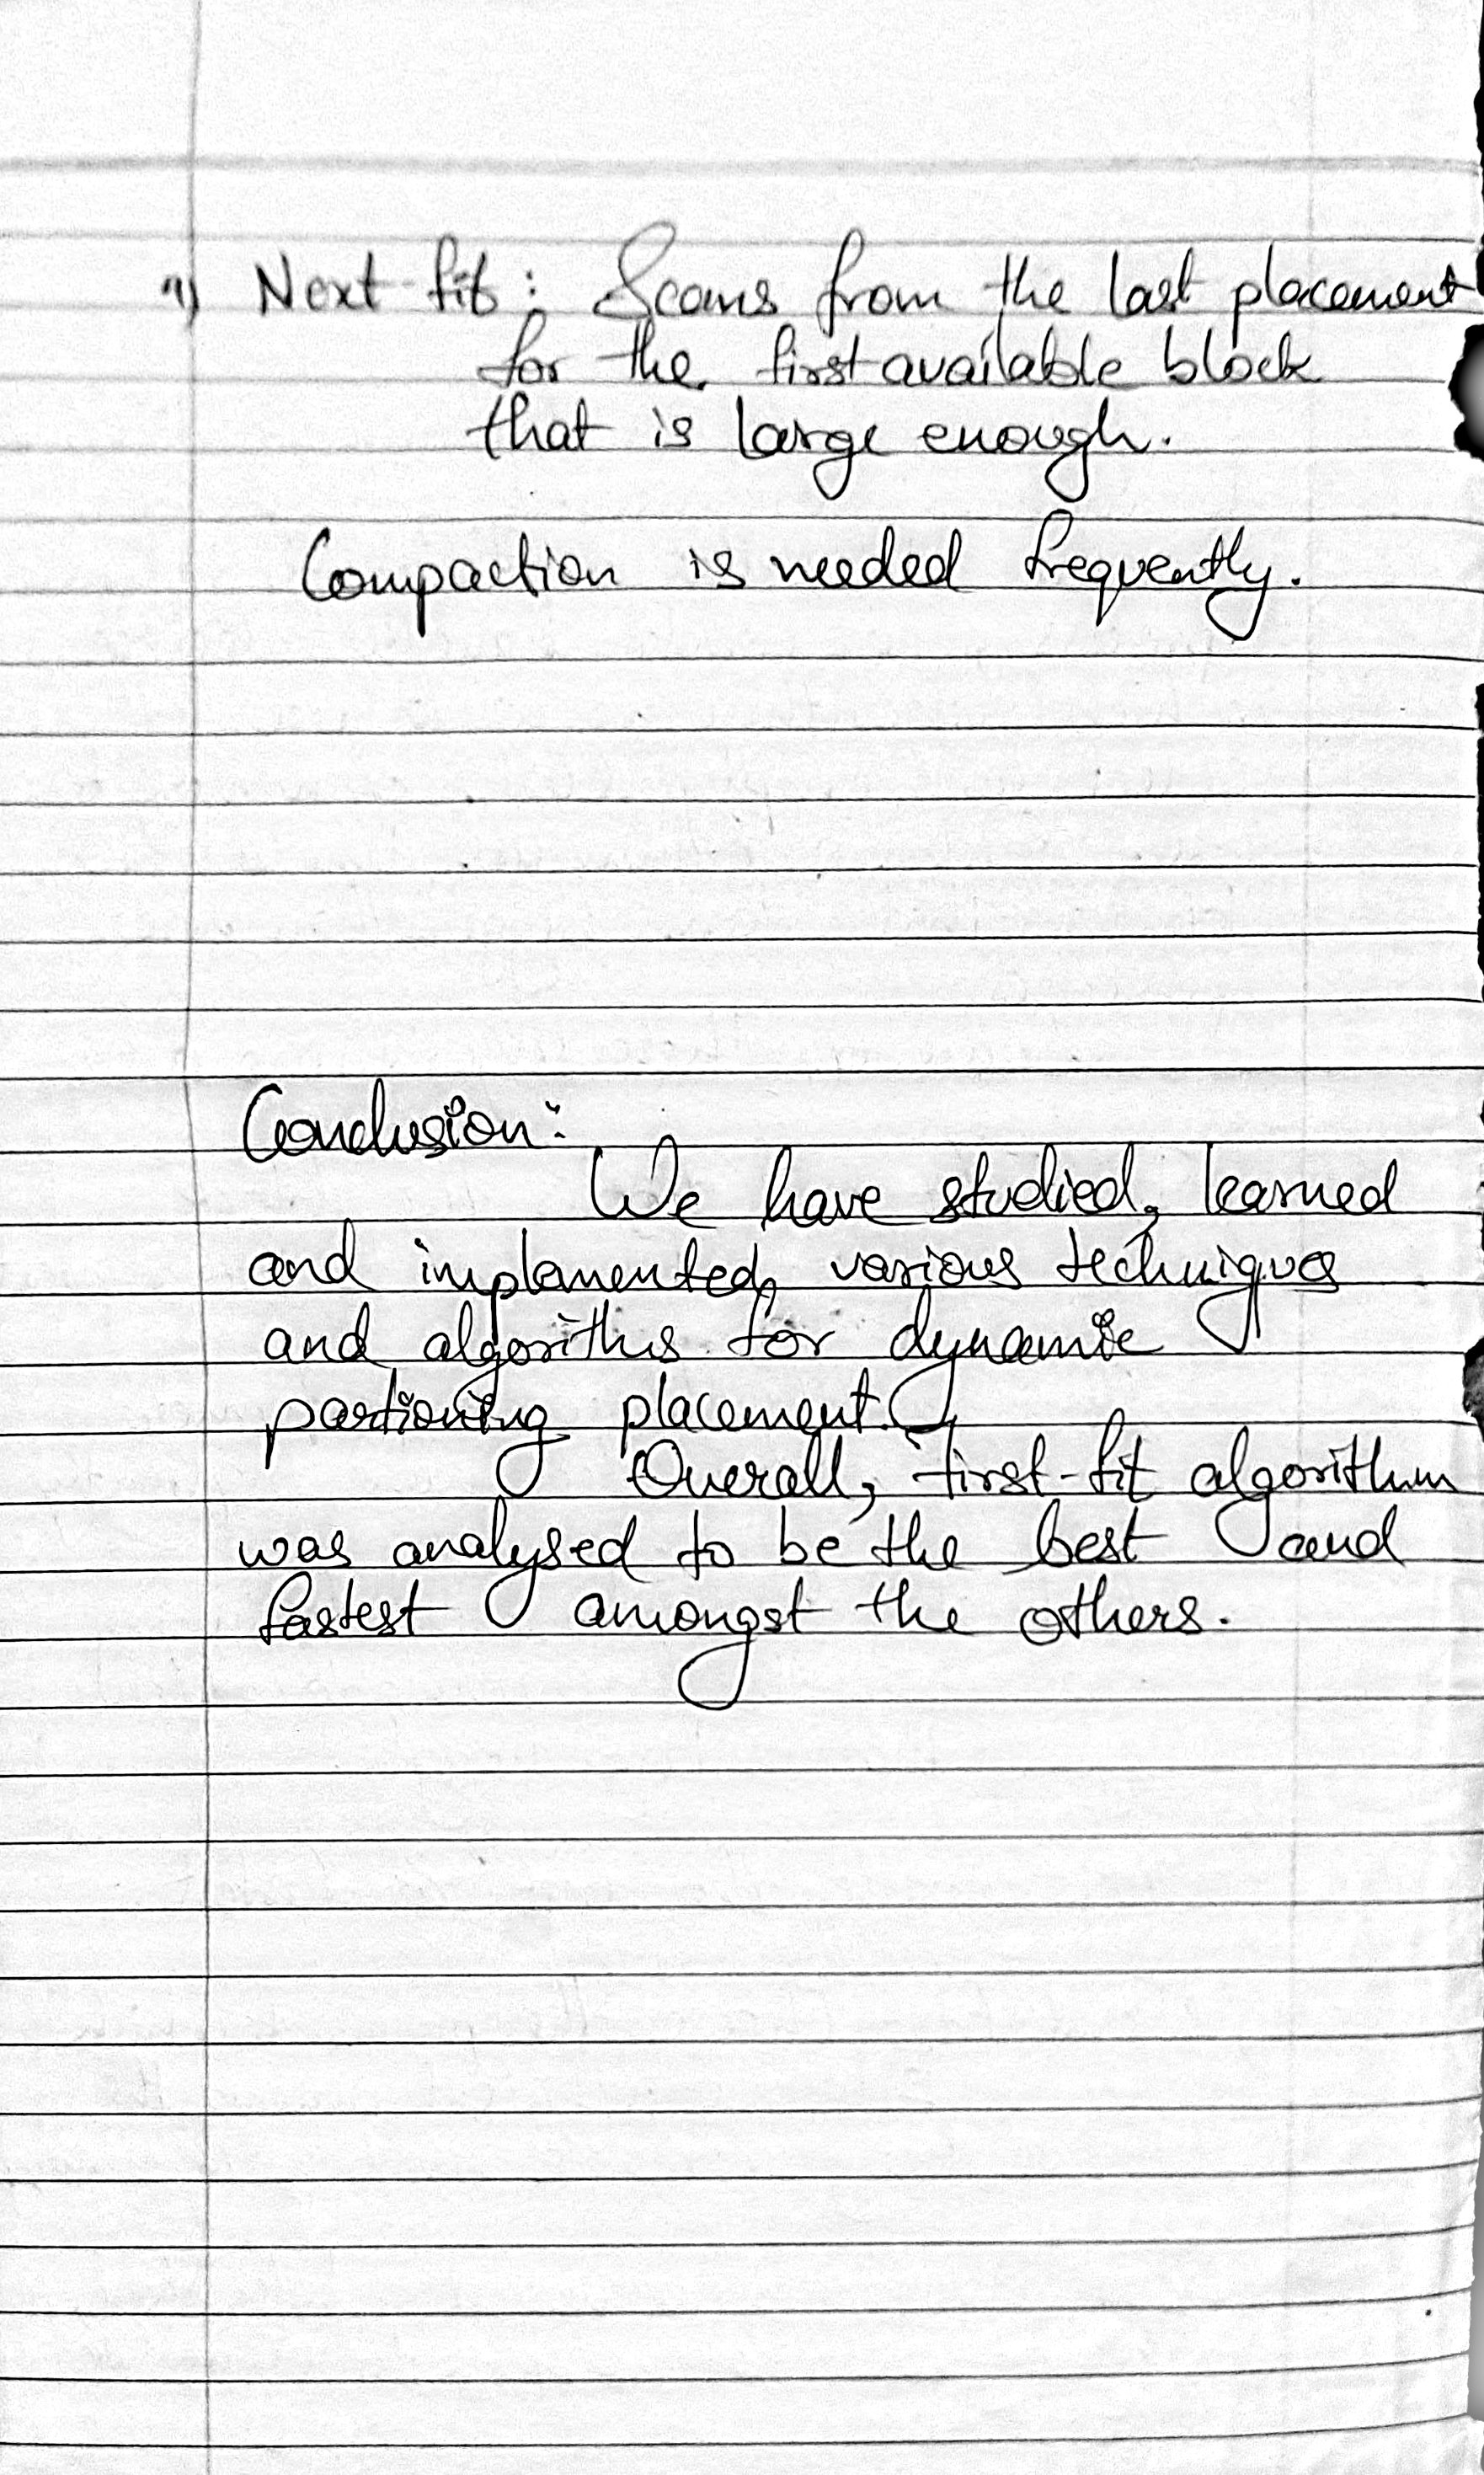 Next fit: Scans from the last placement
for the first available block
that is large enough.
Compaction is needed frequently.
Conclusion:
We have studied, learned
and implemented, various techniques
and algorithms for dynamic
partioning placement.
Overall, first-fit algorithm
was analysed to be the best and
fastest amongst the others.